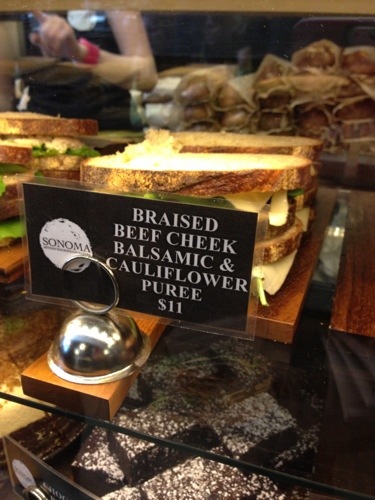 SONOMA
BRAISED
BEEF CHEEK
BALSAMIC &
CAULIFLOWER
PUREE
$11